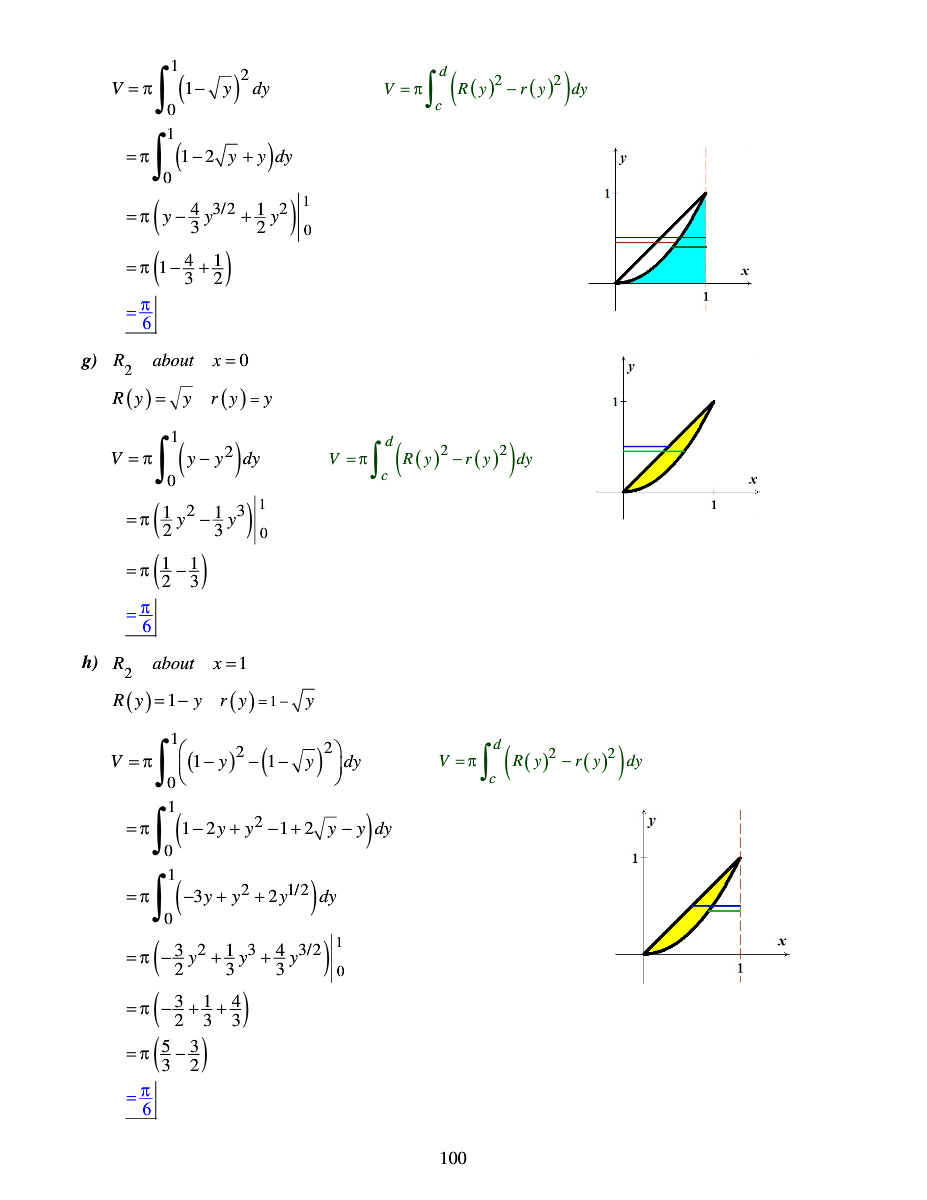 V = π∫₀¹ (1 − √y)² dy    V = π∫_c^d (R(y)² − r(y)²) dy
= π∫₀¹ (1 − 2√y + y) dy
y
= π(y − 4/3 y^{3/2} + 1/2 y²)|₀¹
1
= π(1 − 4/3 + 1/2)
x
1
= π/6
g) R₂ about x = 0
y
R(y) = √y  r(y) = y
1
V = π∫₀¹ (y − y²) dy    V = π∫_c^d (R(y)² − r(y)²) dy
x
1
= π(1/2 y² − 1/3 y³)|₀¹
= π(1/2 − 1/3)
= π/6
h) R₂ about x = 1
R(y) = 1 − y  r(y) = 1 − √y
V = π∫₀¹ ((1 − y)² − (1 − √y)²) dy    V = π∫_c^d (R(y)² − r(y)²) dy
= π∫₀¹ (1 − 2y + y² − 1 + 2√y − y) dy
y
1
= π∫₀¹ (−3y + y² + 2y^{1/2}) dy
x
1
= π(−3/2 y² + 1/3 y³ + 4/3 y^{3/2})|₀¹
= π(−3/2 + 1/3 + 4/3)
= π(5/3 − 3/2)
= π/6
100